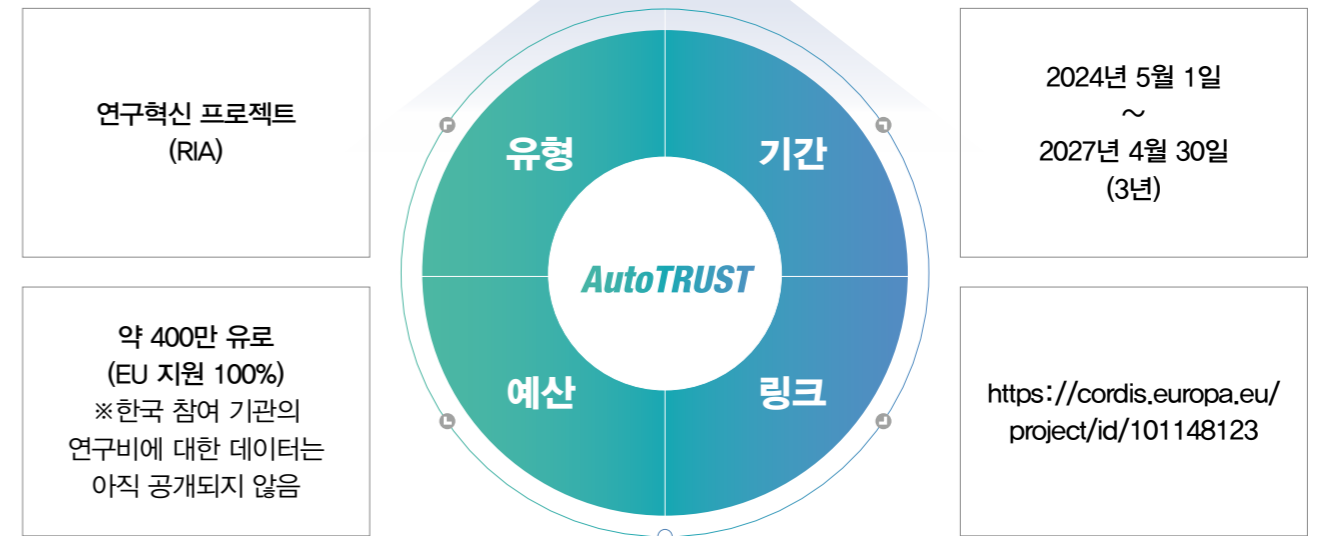 연구혁신 프로젝트
(RIA)
유형
기간
2024년 5월 1일
~
2027년 4월 30일
(3년)
AutoTRUST
약 400만 유로
(EU 지원 100%)
※한국 참여 기관의
연구비에 대한 데이터는
아직 공개되지 않음
예산
링크
https://cordis.europa.eu/
project/id/101148123